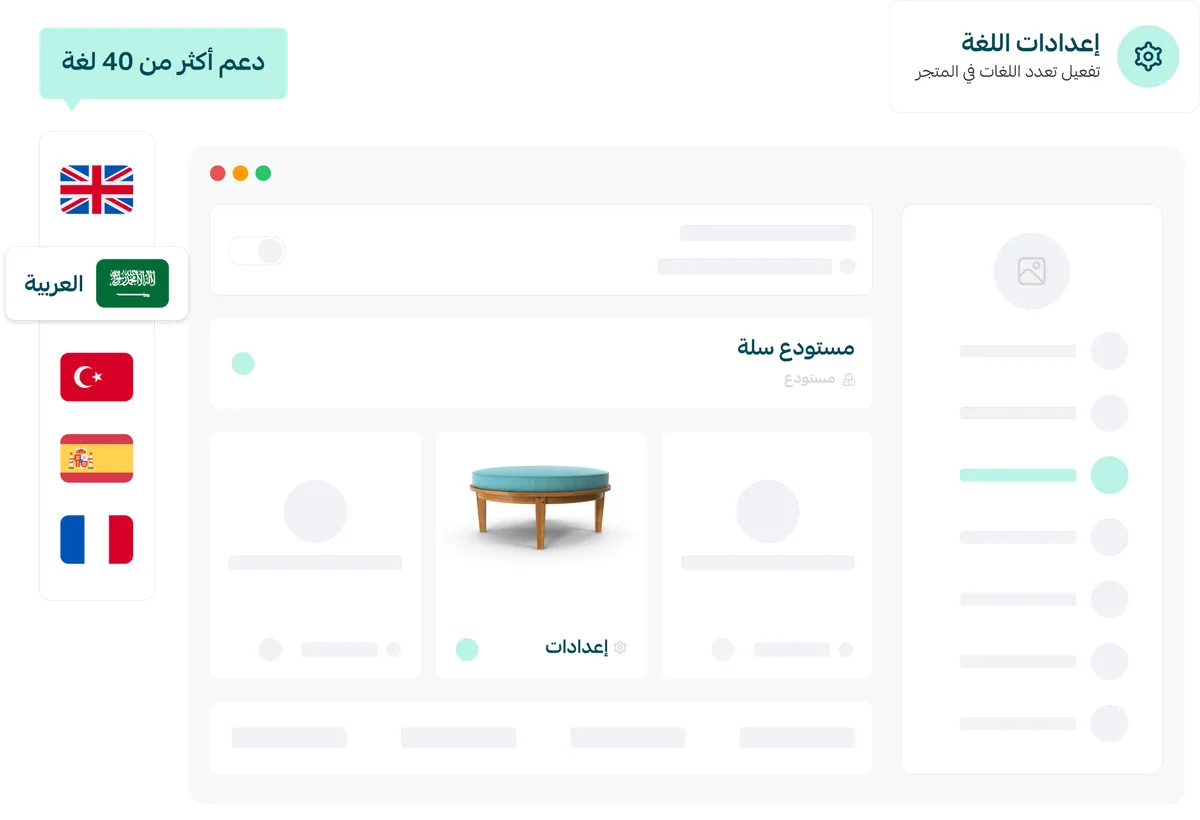 إعدادات اللغة
تفعيل تعدد اللغات في المتجر
دعم أكثر من 40 لغة
العربية
مستودع سلة
مستودع
إعدادات